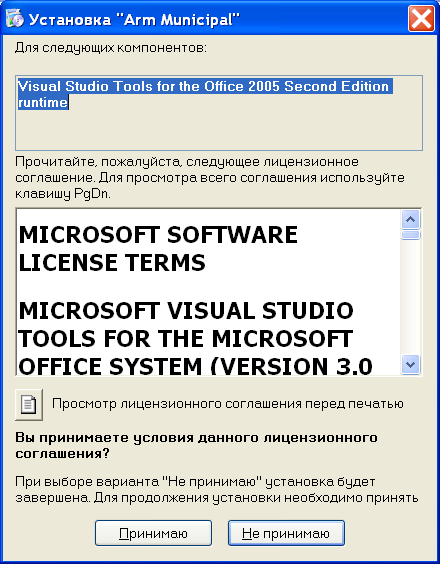 Установка "Arm Municipal"
Для следующих компонентов:
Visual Studio Tools for the Office 2005 Second Edition
runtime
Прочитайте, пожалуйста, следующее лицензионное
соглашение. Для просмотра всего соглашения используйте
клавишу PgDn.
MICROSOFT SOFTWARE
LICENSE TERMS
MICROSOFT VISUAL STUDIO
TOOLS FOR THE MICROSOFT
OFFICE SYSTEM (VERSION 3.0
Просмотр лицензионного соглашения перед печатью
Вы принимаете условия данного лицензионного
соглашения?
При выборе варианта "Не принимаю" установка будет
завершена. Для продолжения установки необходимо принять
Принимаю
Не принимаю